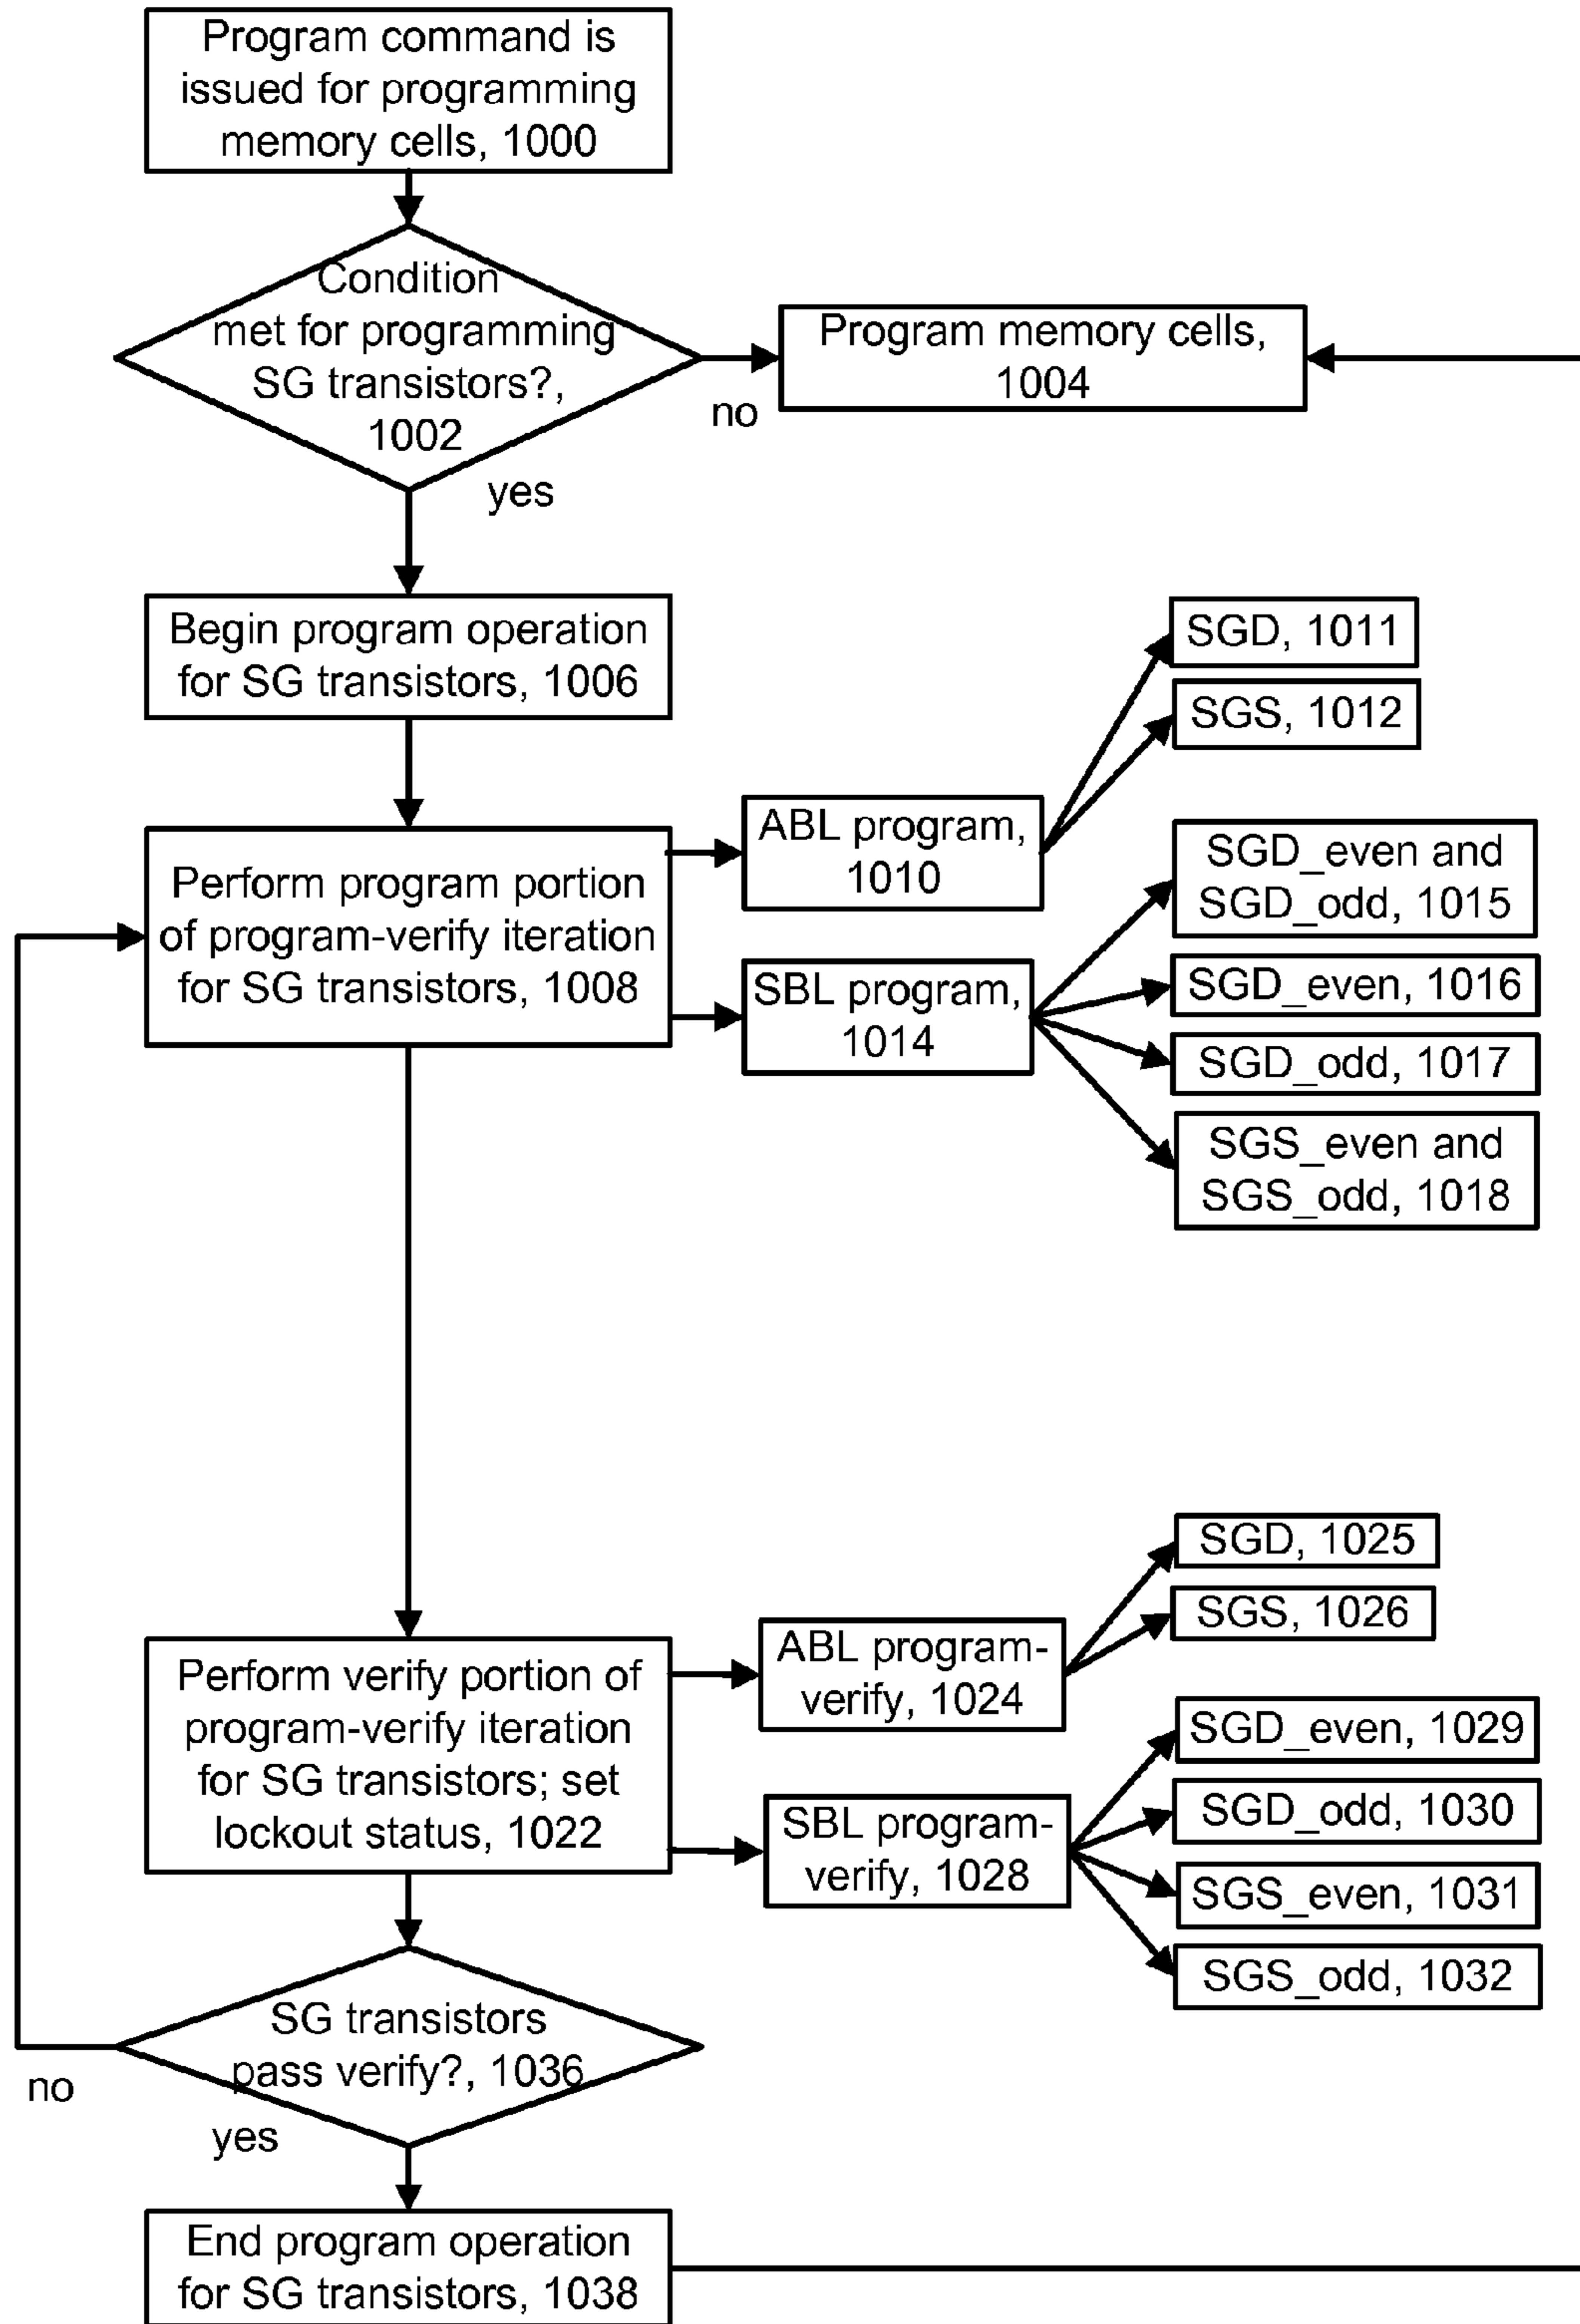 Program command is
issued for programming
memory cells, 1000
Condition
met for programming
SG transistors?,
1002
Program memory cells,
1004
no
yes
Begin program operation
for SG transistors, 1006
SGD, 1011
SGS, 1012
Perform program portion
of program-verify iteration
for SG transistors, 1008
ABL program,
1010
SBL program,
1014
SGD_even and
SGD_odd, 1015
SGD_even, 1016
SGD_odd, 1017
SGS_even and
SGS_odd, 1018
Perform verify portion of
program-verify iteration
for SG transistors; set
lockout status, 1022
ABL program-
verify, 1024
SGD, 1025
SGS, 1026
SBL program-
verify, 1028
SGD_even, 1029
SGD_odd, 1030
SGS_even, 1031
SGS_odd, 1032
SG transistors
pass verify?, 1036
no
yes
End program operation
for SG transistors, 1038